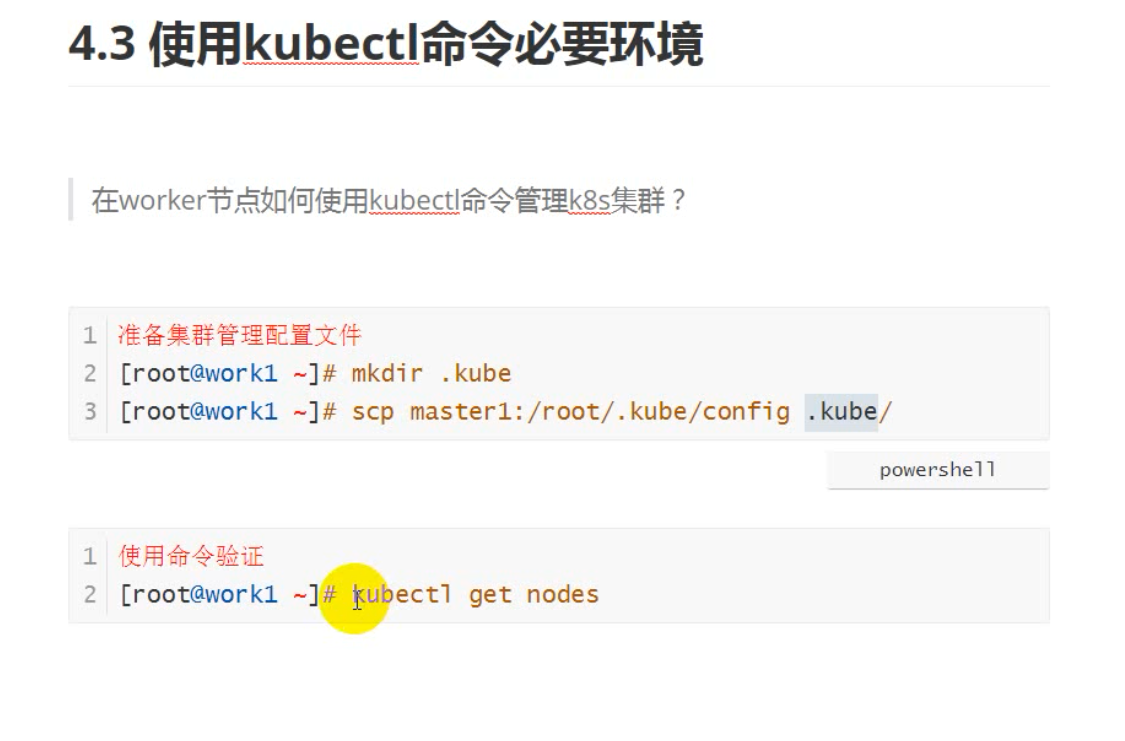 4.3 使用kubectl命令必要环境
在worker节点如何使用kubectl命令管理k8s集群？
1 准备集群管理配置文件
2 [root@work1 ~]# mkdir .kube
3 [root@work1 ~]# scp master1:/root/.kube/config .kube/
powershell
1 使用命令验证
2 [root@work1 ~]# kubectl get nodes